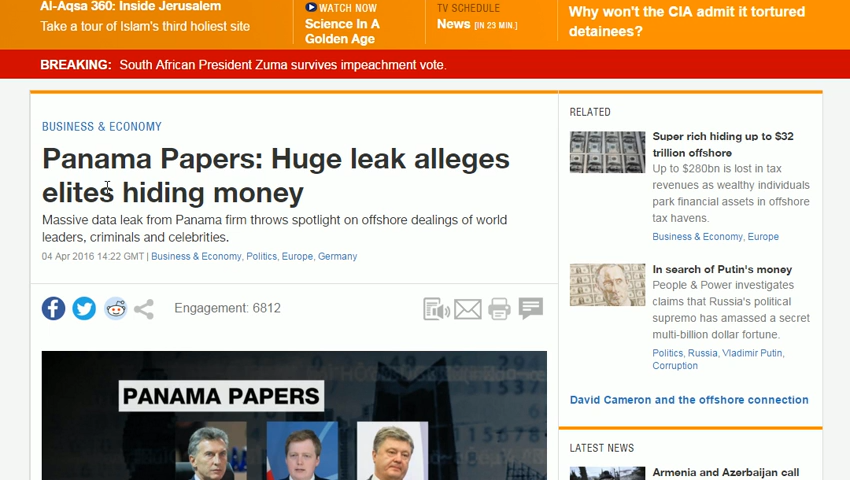 Al-Aqsa 360: Inside Jerusalem
Take a tour of Islam's third holiest site
WATCH NOW
Science In A
Golden Age
TV SCHEDULE
News [IN 23 MIN.]
Why won't the CIA admit it tortured
detainees?
BREAKING: South African President Zuma survives impeachment vote.
BUSINESS & ECONOMY
Panama Papers: Huge leak alleges
elites hiding money
Massive data leak from Panama firm throws spotlight on offshore dealings of world
leaders, criminals and celebrities.
04 Apr 2016 14:22 GMT | Business & Economy, Politics, Europe, Germany
Engagement: 6812
PANAMA PAPERS
RELATED
Super rich hiding up to $32
trillion offshore
Up to $280bn is lost in tax
revenues as wealthy individuals
park financial assets in offshore
tax havens.
Business & Economy, Europe
In search of Putin's money
People & Power investigates
claims that Russia's political
supremo has amassed a secret
multi-billion dollar fortune.
Politics, Russia, Vladimir Putin,
Corruption
David Cameron and the offshore connection
LATEST NEWS
Armenia and Azerbaijan call